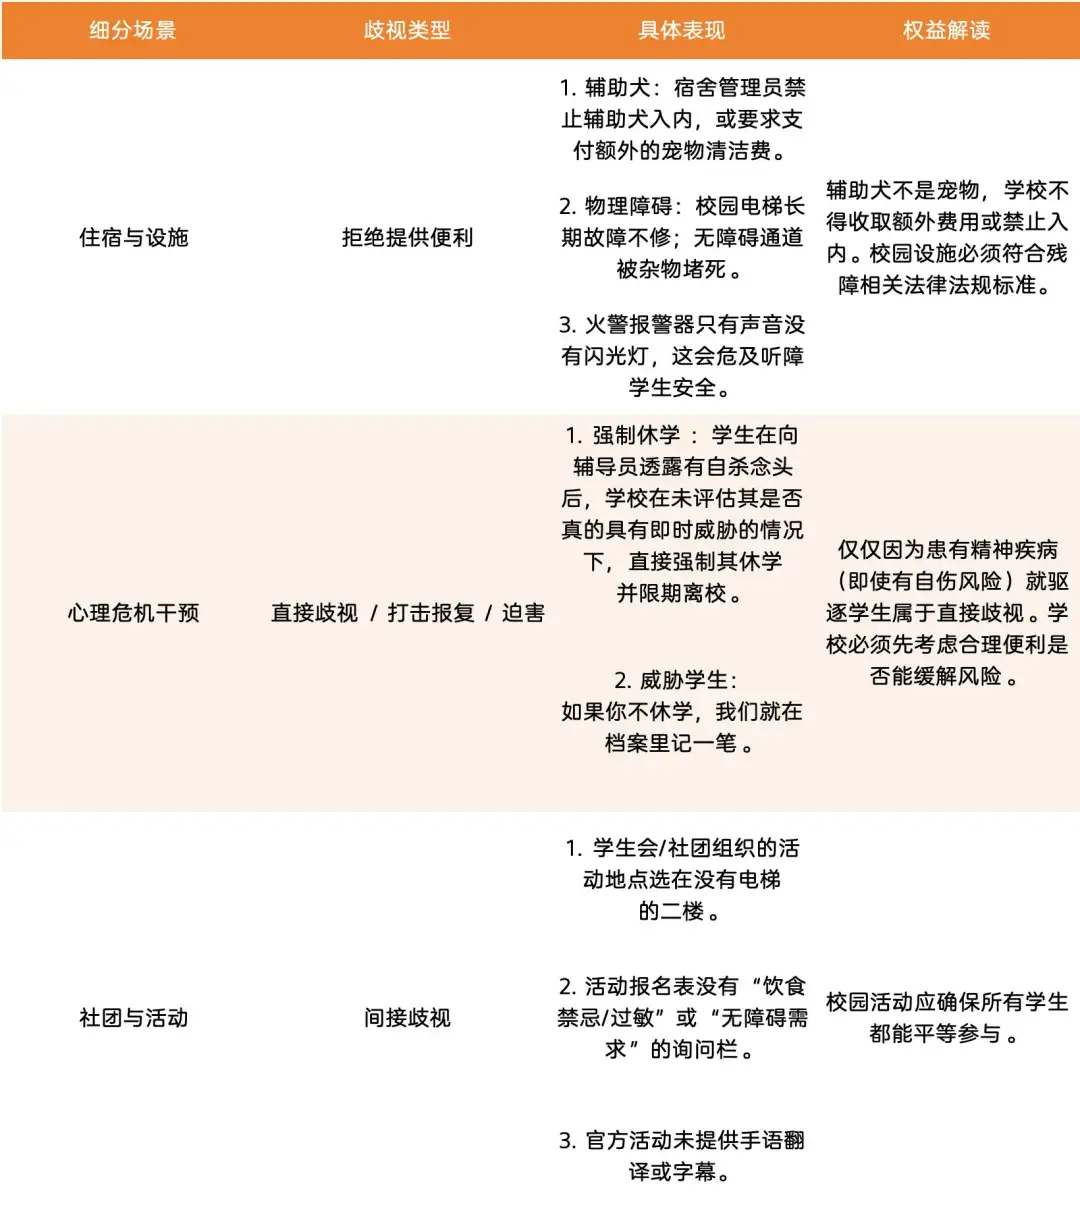 细分场景
歧视类型
具体表现
权益解读
住宿与设施
拒绝提供便利
1. 辅助犬：宿舍管理员禁
止辅助犬入内，或要求支
付额外的宠物清洁费。
2. 物理障碍：校园电梯长
期故障不修；无障碍通道
被杂物堵死。
3. 火警报警器只有声音没
有闪光灯，这会危及听障
学生安全。
辅助犬不是宠物，学校不
得收取额外费用或禁止入
内。校园设施必须符合残
障相关法律法规标准。
心理危机干预
直接歧视 / 打击报复 / 迫害
1. 强制休学 ：学生在向
辅导员透露有自杀念头
后，学校在未评估其是否
真的具有即时威胁的情况
下，直接强制其休学
并限期离校。
2. 威胁学生：
如果你不休学，我们就在
档案里记一笔。
仅仅因为患有精神疾病
（即使有自伤风险）就驱
逐学生属于直接歧视。学
校必须先考虑合理便利是
否能缓解风险。
社团与活动
间接歧视
1. 学生会/社团组织的活
动地点选在没有电梯
的二楼。
2. 活动报名表没有“饮食
禁忌/过敏”或“无障碍需
求”的询问栏。
3. 官方活动未提供手语翻
译或字幕。
校园活动应确保所有学生
都能平等参与。